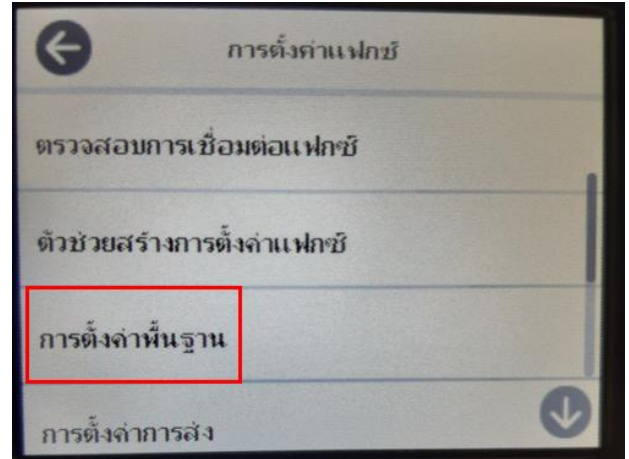 การตั้งค่าแฟกซ์
ตรวจสอบการเชื่อมต่อแฟกซ์
ตัวช่วยสร้างการตั้งค่าแฟกซ์
การตั้งค่าพื้นฐาน
การตั้งค่าการส่ง